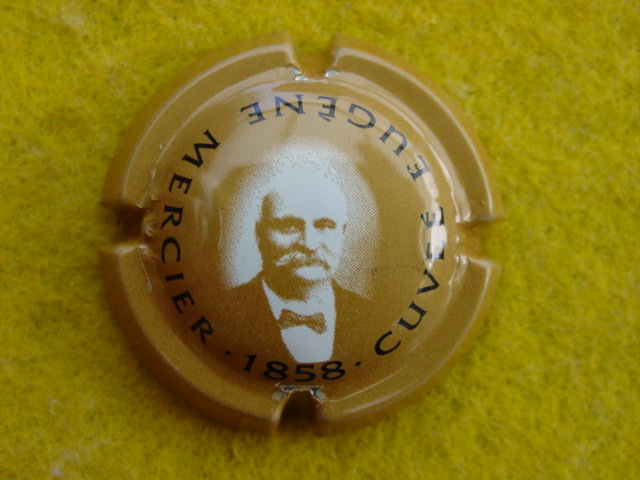 CUVÉE EUGÈNE MERCIER · 1858 ·